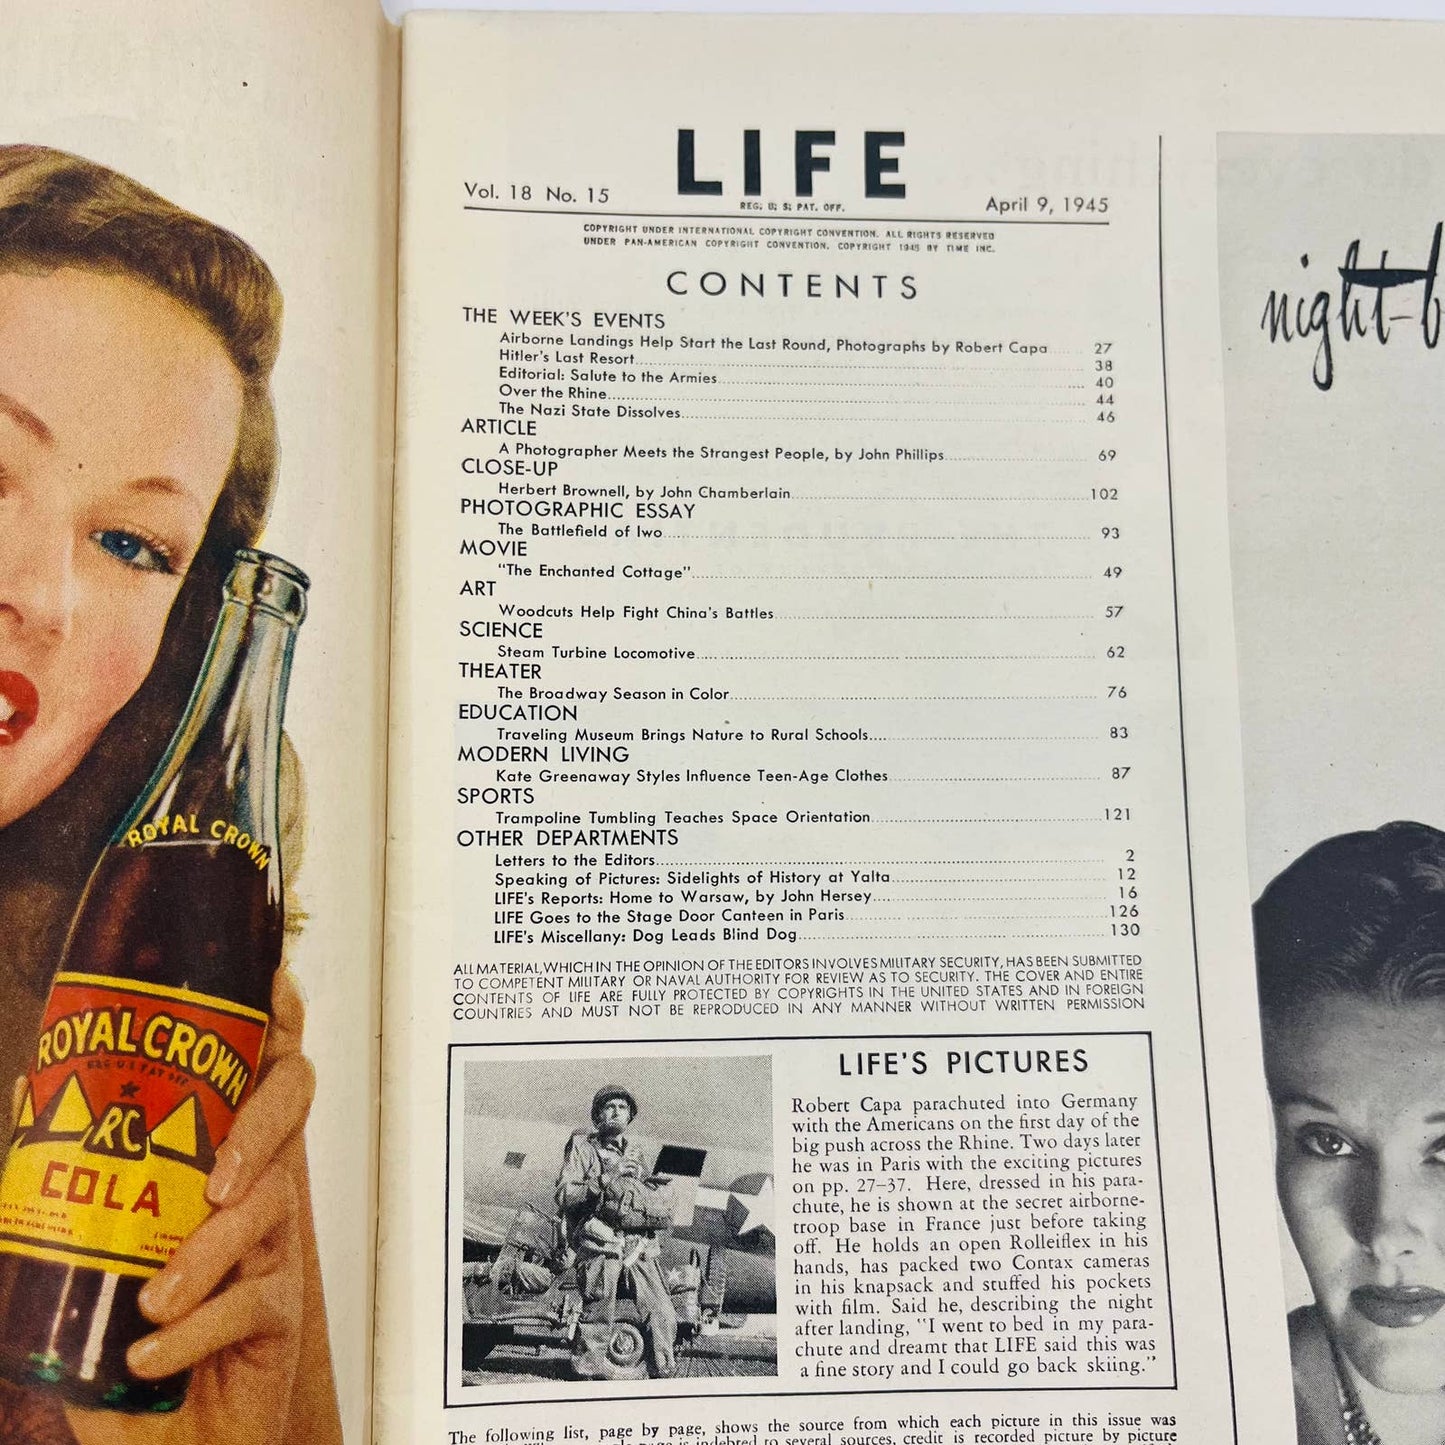 ROYAL CROWN
ROYAL CROWN
RC
COLA
LIFE
Vol. 18 No. 15
REG. U. S. PAT. OFF.
April 9, 1945
COPYRIGHT UNDER INTERNATIONAL COPYRIGHT CONVENTION. ALL RIGHTS RESERVED
UNDER PAN-AMERICAN COPYRIGHT CONVENTION. COPYRIGHT 1945 BY TIME INC.
CONTENTS
THE WEEK'S EVENTS
Airborne Landings Help Start the Last Round, Photographs by Robert Capa 27
Hitler's Last Resort 38
Editorial: Salute to the Armies 40
Over the Rhine 44
The Nazi State Dissolves 46
ARTICLE
A Photographer Meets the Strangest People, by John Phillips 69
CLOSE-UP
Herbert Brownell, by John Chamberlain 102
PHOTOGRAPHIC ESSAY
The Battlefield of Iwo 93
MOVIE
"The Enchanted Cottage" 49
ART
Woodcuts Help Fight China's Battles 57
SCIENCE
Steam Turbine Locomotive 62
THEATER
The Broadway Season in Color 76
EDUCATION
Traveling Museum Brings Nature to Rural Schools 83
MODERN LIVING
Kate Greenaway Styles Influence Teen-Age Clothes 87
SPORTS
Trampoline Tumbling Teaches Space Orientation 121
OTHER DEPARTMENTS
Letters to the Editors 2
Speaking of Pictures: Sidelights of History at Yalta 12
LIFE's Reports: Home to Warsaw, by John Hersey 16
LIFE Goes to the Stage Door Canteen in Paris 126
LIFE's Miscellany: Dog Leads Blind Dog 130
ALL MATERIAL, WHICH IN THE OPINION OF THE EDITORS INVOLVES MILITARY SECURITY, HAS BEEN SUBMITTED
TO COMPETENT MILITARY OR NAVAL AUTHORITY FOR REVIEW AS TO SECURITY. THE COVER AND ENTIRE
CONTENTS OF LIFE ARE FULLY PROTECTED BY COPYRIGHTS IN THE UNITED STATES AND IN FOREIGN
COUNTRIES AND MUST NOT BE REPRODUCED IN ANY MANNER WITHOUT WRITTEN PERMISSION
LIFE'S PICTURES
Robert Capa parachuted into Germany
with the Americans on the first day of the
big push across the Rhine. Two days later
he was in Paris with the exciting pictures
on pp. 27–37. Here, dressed in his para-
chute, he is shown at the secret airborne-
troop base in France just before taking
off. He holds an open Rolleiflex in his
hands, has packed two Contax cameras
in his knapsack and stuffed his pockets
with film. Said he, describing the night
after landing, "I went to bed in my para-
chute and dreamt that LIFE said this was
a fine story and I could go back skiing."
The following list, page by page, shows the source from which each picture in this issue was
is indebted to several sources, credit is recorded picture by picture
night-b